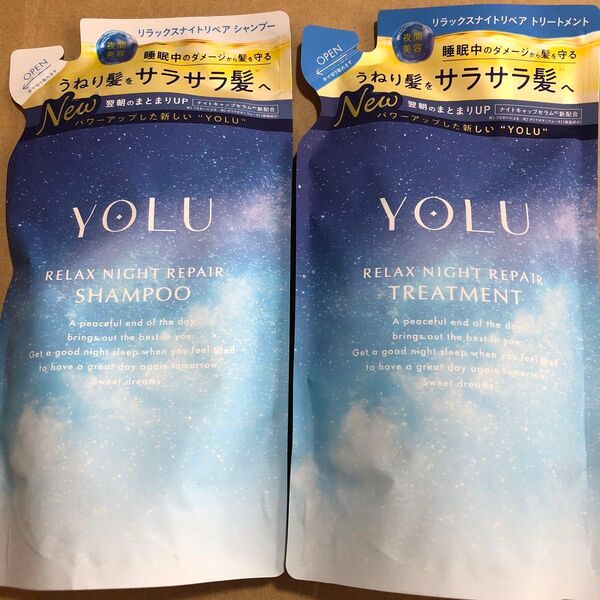 リラックスナイトリペア シャンプー
夜間
美容
睡眠中のダメージから髪を守る
うねり髪をサラサラ髪へ
OPEN
New
翌朝のまとまりUP
ナイトキャップセラム
新配合
パワーアップした新しい "YOLU"
YOLU
RELAX NIGHT REPAIR
SHAMPOO
A peaceful end of the day
brings out the best in you.
Get a good night sleep when you feel tired
to have a great day again tomorrow.
Sweet dreams.
リラックスナイトリペア トリートメント
夜間
美容
睡眠中のダメージから髪を守る
うねり髪をサラサラ髪へ
OPEN
New
翌朝のまとまりUP
ナイトキャップセラム
新配合
パワーアップした新しい "YOLU"
YOLU
RELAX NIGHT REPAIR
TREATMENT
A peaceful end of the day
brings out the best in you.
Get a good night sleep when you feel tired
to have a great day again tomorrow.
Sweet dreams.